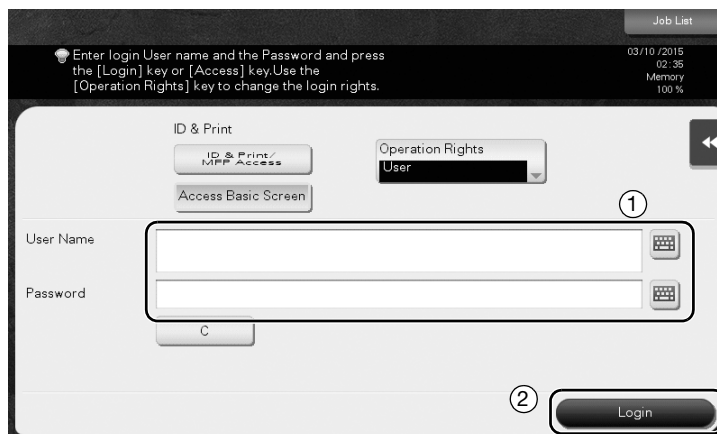 Job List
Enter login User name and the Password and press
the [Login] key or [Access] key.Use the
[Operation Rights] key to change the login rights.
03/10 /2015
02:35
Memory
100 %
ID & Print
ID & Print/
MFP Access
Operation Rights
User
Access Basic Screen
1
User Name
Password
C
2
Login